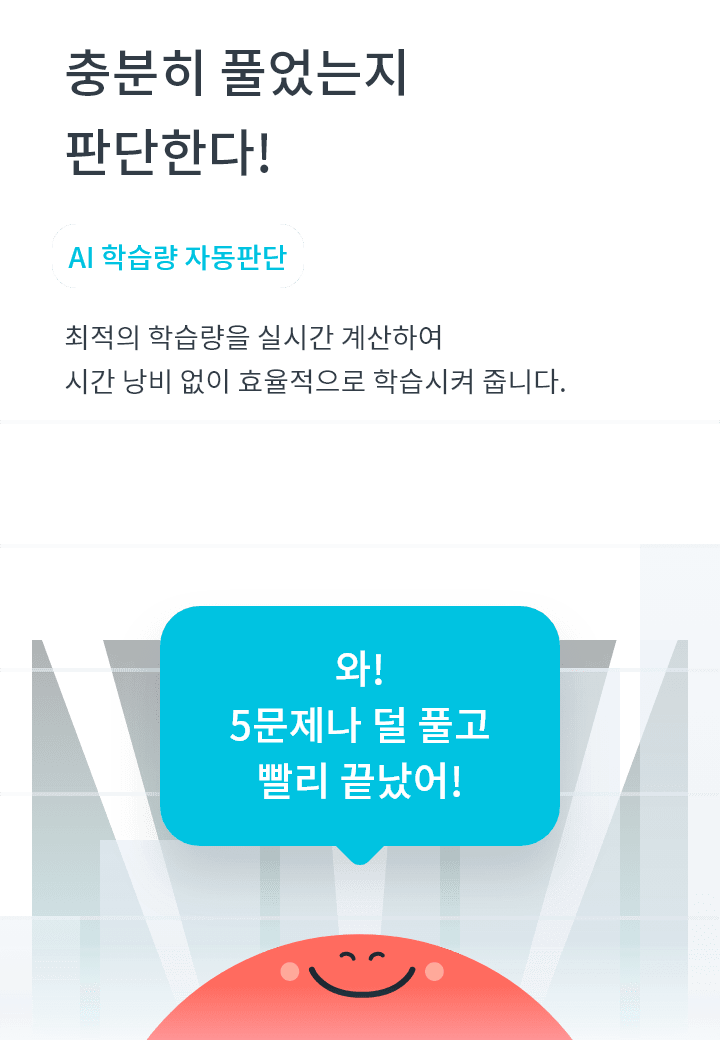 충분히 풀었는지
판단한다!
AI 학습량 자동판단
최적의 학습량을 실시간 계산하여
시간 낭비 없이 효율적으로 학습시켜 줍니다.
와!
5문제나 덜 풀고
빨리 끝났어!